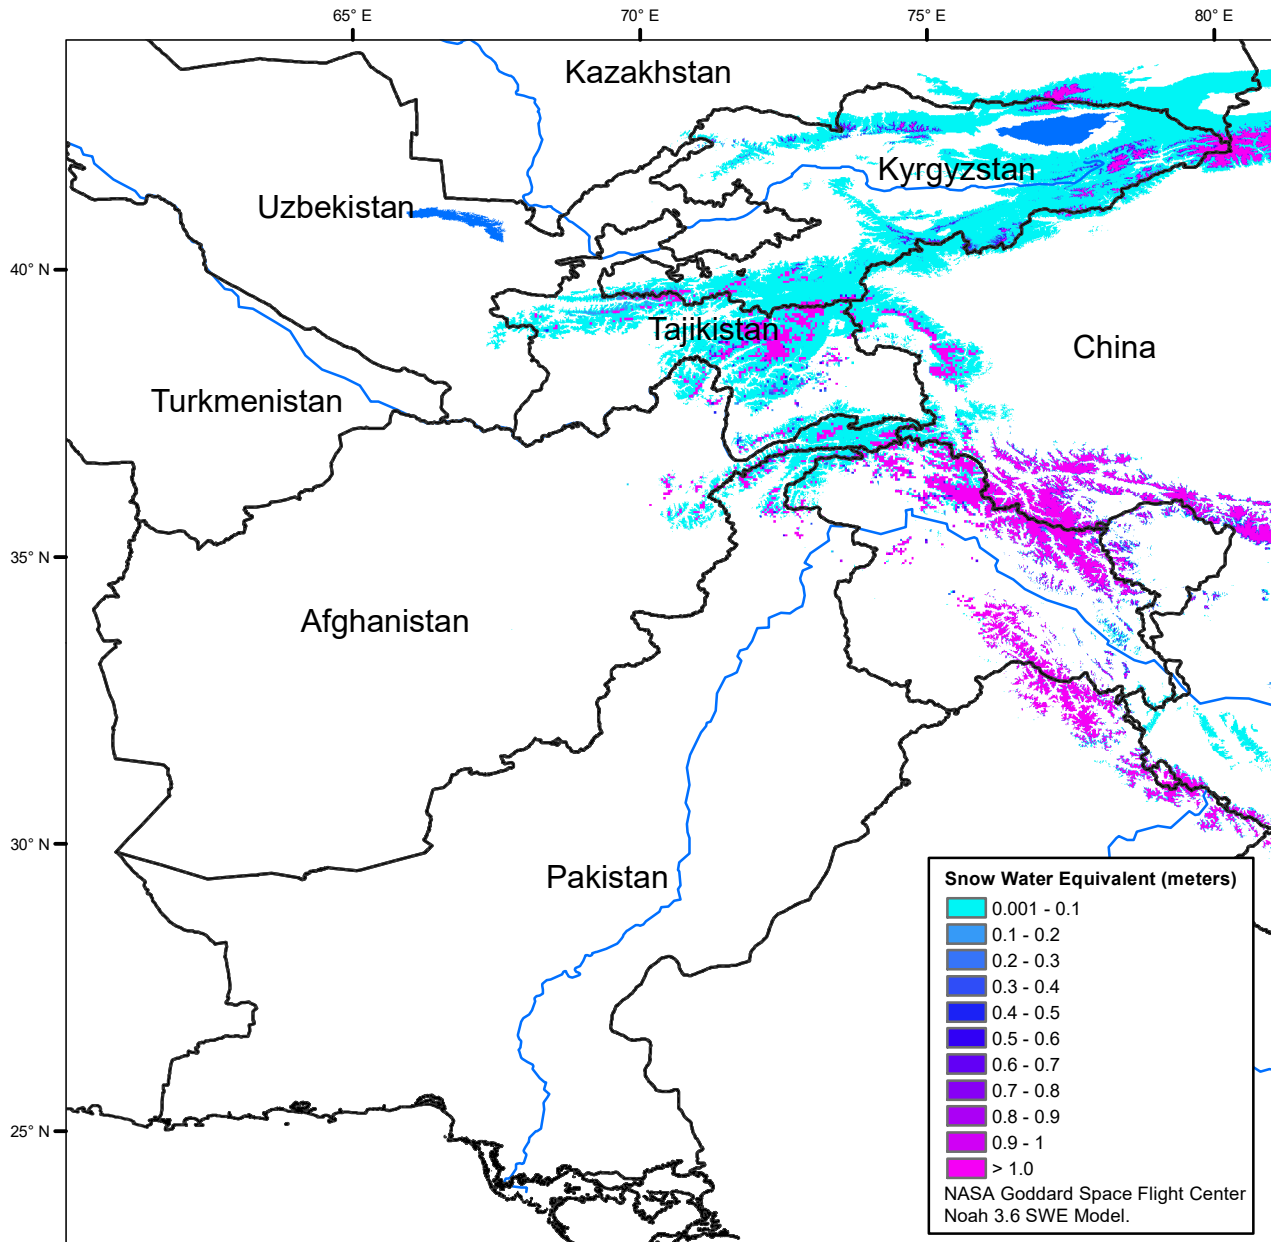 65° E
70° E
75° E
80° E
Kazakhstan
Kyrgyzstan
Uzbekistan
40° N
Tajikistan
China
Turkmenistan
35° N
Afghanistan
30° N
Pakistan
Snow Water Equivalent (meters)
0.001 - 0.1
0.1 - 0.2
0.2 - 0.3
0.3 - 0.4
0.4 - 0.5
0.5 - 0.6
0.6 - 0.7
0.7 - 0.8
0.8 - 0.9
0.9 - 1
> 1.0
25° N
NASA Goddard Space Flight Center
Noah 3.6 SWE Model.